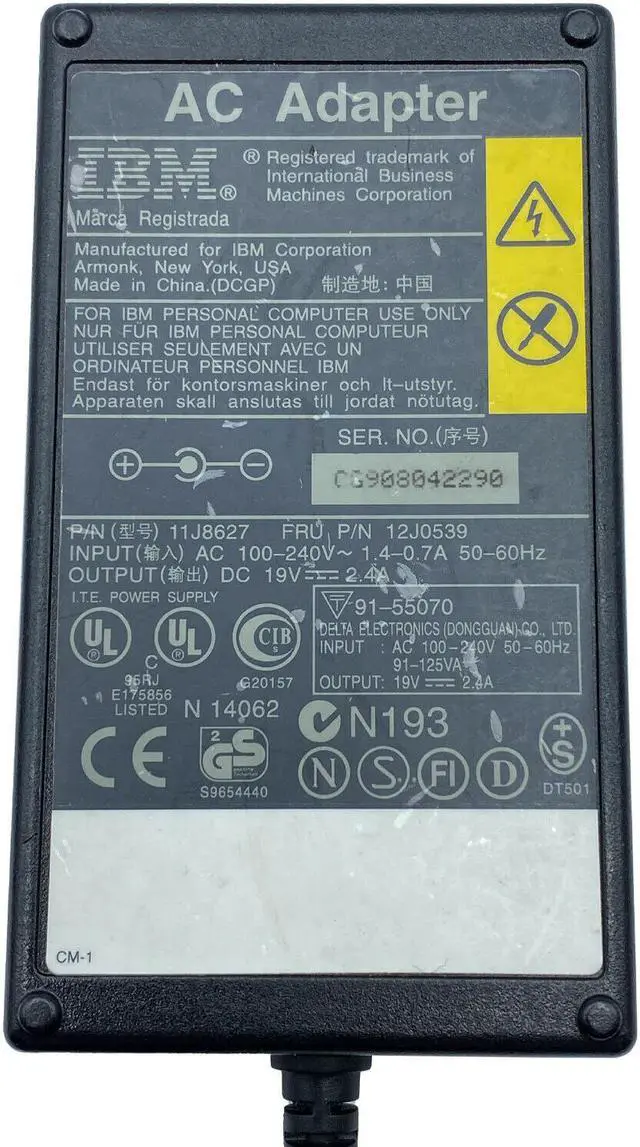 AC Adapter
IBM®
® Registered trademark of
International Business
Machines Corporation
Marca Registrada
Manufactured for IBM Corporation
Armonk, New York, USA
Made in China.(DCGP) 制造地: 中国
FOR IBM PERSONAL COMPUTER USE ONLY
NUR FÜR IBM PERSONAL COMPUTEUR
UTILISER SEULEMENT AVEC UN
ORDINATEUR PERSONNEL IBM
Endast för kontorsmaskiner och It-utstyr.
Apparaten skall anslutas till jordat nötutag.
SER. NO.(序号)
CG908042290
P/N (型号) 11J8627 FRU P/N 12J0539
INPUT(输入) AC 100-240V~ 1.4-0.7A 50-60Hz
OUTPUT(输出) DC 19V⎓ 2.4A
I.T.E. POWER SUPPLY
91-55070
DELTA ELECTRONICS (DONGGUAN) CO., LTD.
INPUT : AC 100-240V 50-60Hz
91-125VA
OUTPUT: 19V ⎓ 2.4A
UL®
UL®
CIB
S
C
95RJ
E175856
LISTED
G20157
N 14062
N193
CE
2
GS
S9654440
N S FI D
+S
DT501
CM-1